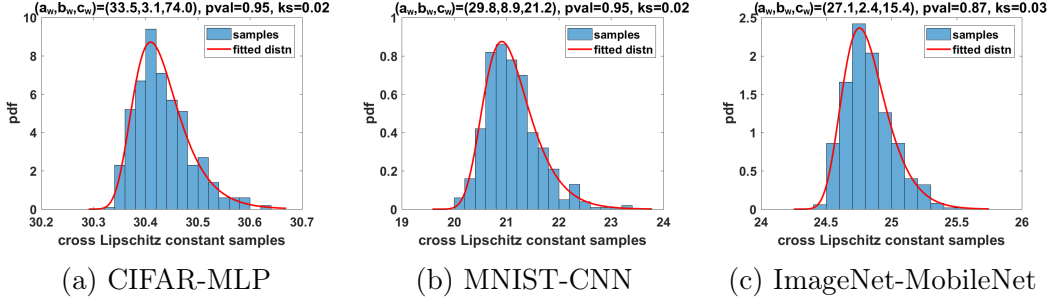 (a_w,b_w,c_w)=(33.5,3.1,74.0), pval=0.95, ks=0.02
samples
fitted distn
pdf
10
8
6
4
2
0
30.2
30.3
30.4
30.5
30.6
30.7
cross Lipschitz constant samples
(a) CIFAR-MLP
(a_w,b_w,c_w)=(29.8,8.9,21.2), pval=0.95, ks=0.02
samples
fitted distn
pdf
1
0.8
0.6
0.4
0.2
0
19
20
21
22
23
24
cross Lipschitz constant samples
(b) MNIST-CNN
(a_w,b_w,c_w)=(27.1,2.4,15.4), pval=0.87, ks=0.03
samples
fitted distn
pdf
2.5
2
1.5
1
0.5
0
24
24.5
25
25.5
26
cross Lipschitz constant samples
(c) ImageNet-MobileNet